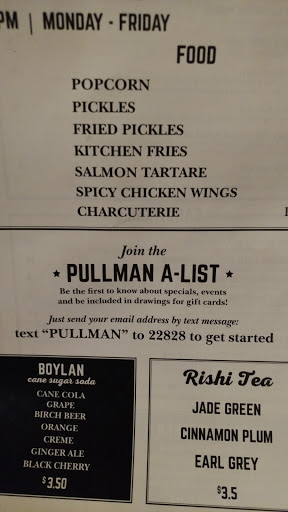 PM | MONDAY - FRIDAY
FOOD
POPCORN
PICKLES
FRIED PICKLES
KITCHEN FRIES
SALMON TARTARE
SPICY CHICKEN WINGS
CHARCUTERIE
Join the
★ PULLMAN A-LIST ★
Be the first to know about specials, events
and be included in drawings for gift cards!
Just send your email address by text message:
text “PULLMAN” to 22828 to get started
BOYLAN
cane sugar soda
CANE COLA
GRAPE
BIRCH BEER
ORANGE
CREME
GINGER ALE
BLACK CHERRY
$3.50
Rishi Tea
JADE GREEN
CINNAMON PLUM
EARL GREY
$3.5